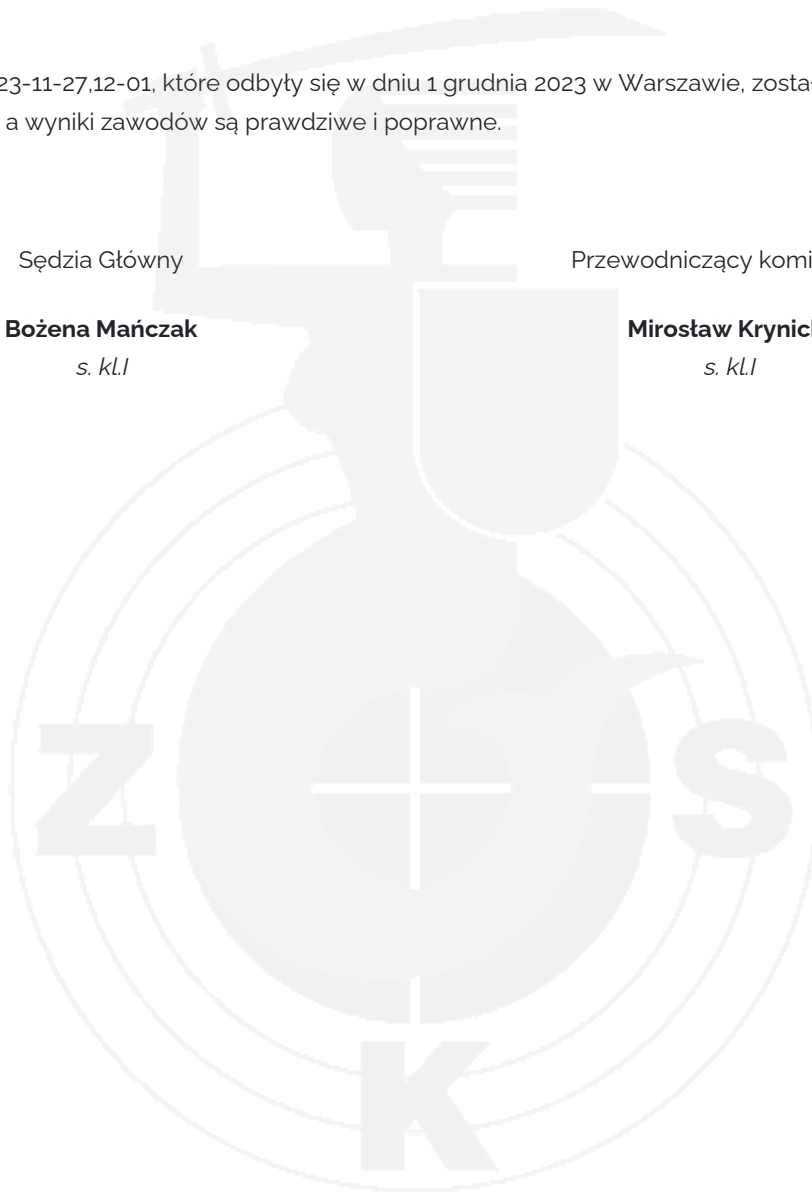 23-11-27,12-01, które odbyły się w dniu 1 grudnia 2023 w Warszawie, zosta
a wyniki zawodów są prawdziwe i poprawne.
Sędzia Główny Przewodniczący komi
Bożena Mańczak Mirosław Krynic
s. kl.I s. kl.I
Z S
K